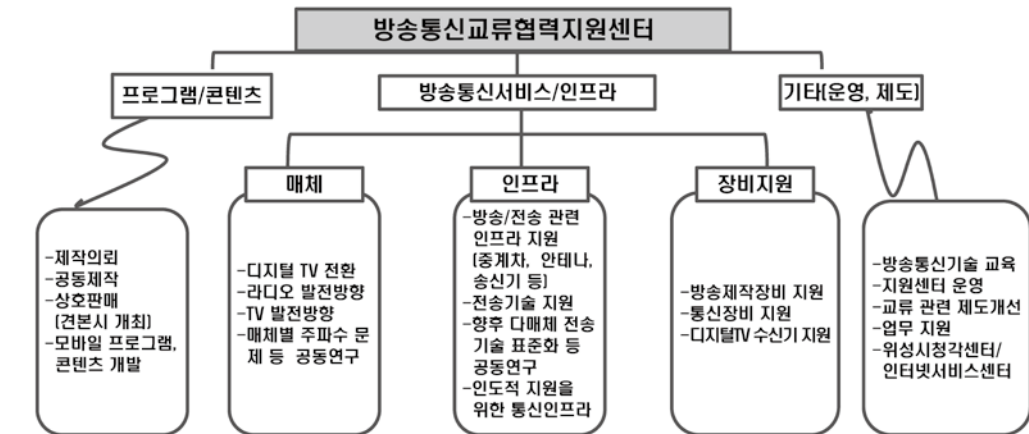 방송통신교류협력지원센터
프로그램/콘텐츠
방송통신서비스/인프라
기타(운영, 제도)
매체
인프라
장비지원
-제작의뢰
-공동제작
-상호판매
(견본시 개최)
-모바일 프로그램,
콘텐츠 개발
-디지털 TV 전환
-라디오 발전방향
-TV 발전방향
-매체별 주파수 문
제 등 공동연구
-방송/전송 관련
인프라 지원
(중계차, 안테나,
송신기 등)
-전송기술 지원
-향후 다매체 전송
기술 표준화 등
공동연구
-인도적 지원을
위한 통신인프라
-방송제작장비 지원
-통신장비 지원
-디지털TV 수신기 지원
-방송통신기술 교육
-지원센터 운영
-교류 관련 제도개선
-업무 지원
-위성시청각센터/
인터넷서비스센터